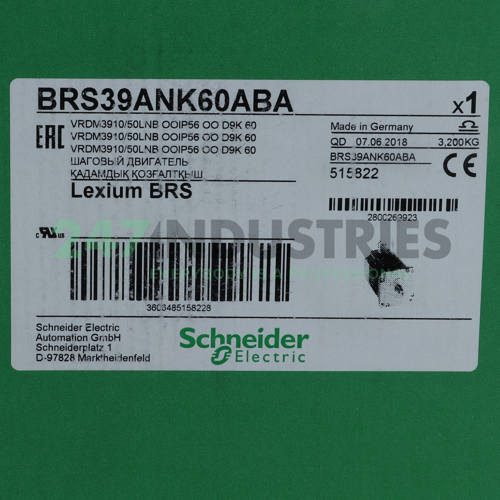 BRS39ANK60ABA
x1
EAC
VRDM3910/50LNB OOIP56 OO D9K 60
VRDM3910/50LNB OOIP56 OO D9K 60
VRDM3910/50LNB OOIP56 OO D9K 60
ШАГОВЫЙ ДВИГАТЕЛЬ
ҚАДАМДЫҚ ҚОЗҒАЛТҚЫШ
Lexium BRS
Made in Germany
QD 07.06.2018 3,200KG
BRS39ANK60ABA
515822
CE
2800269923
c RU US
247INDUSTRIES
3606485158228
Schneider Electric
Automation GmbH
Schneiderplatz 1
D-97828 Marktheidenfeld
Schneider
Electric